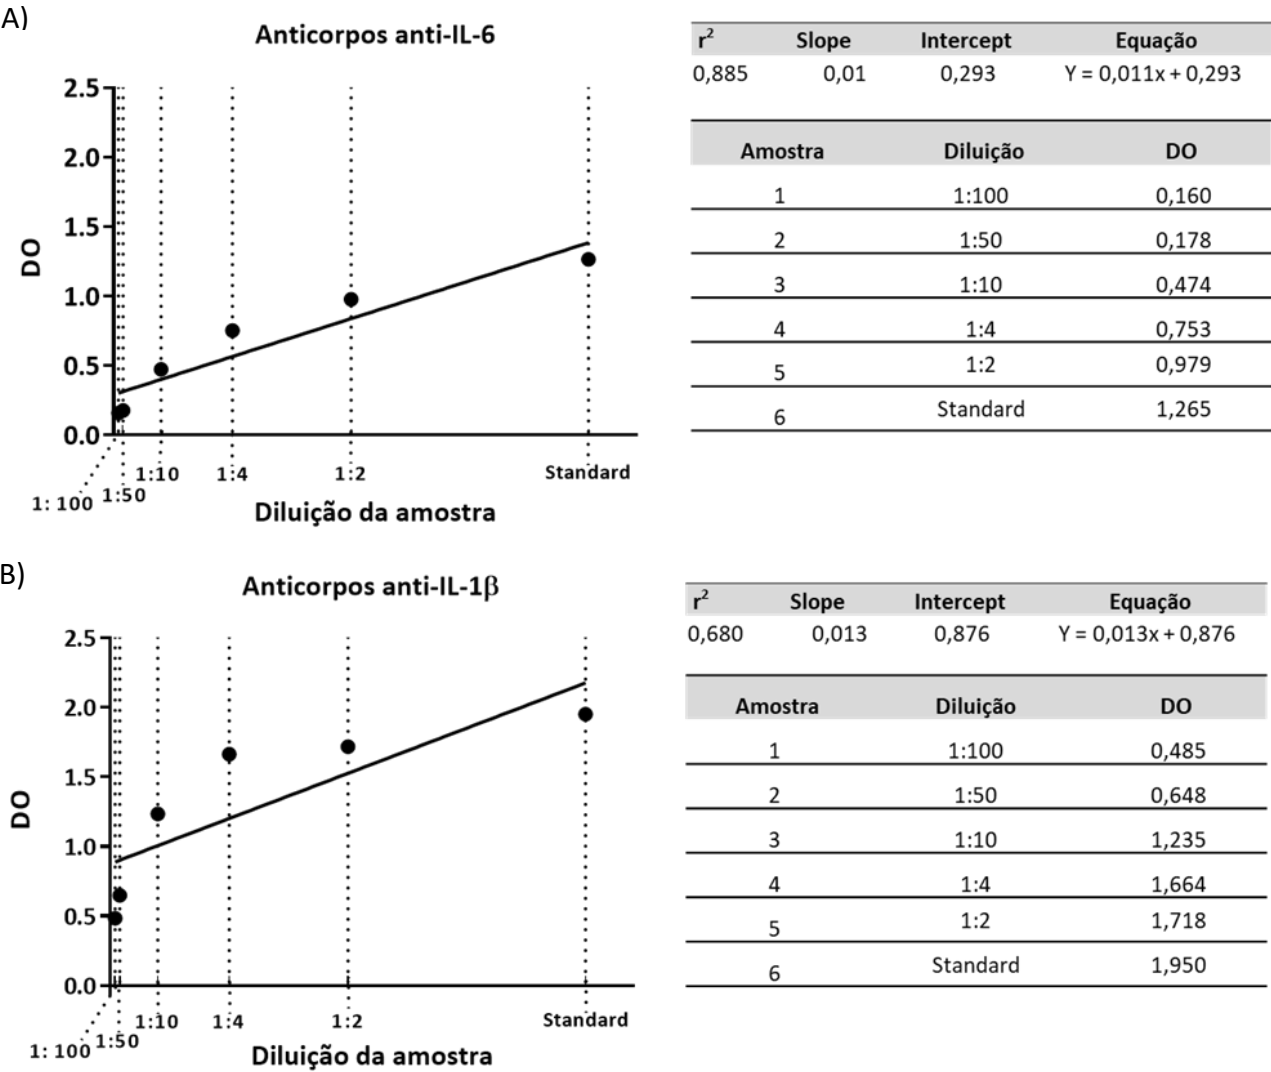 A)
Anticorpos anti-IL-6
2.5
2.0
1.5
1.0
0.5
0.0
DO
1: 100
1:50
1:10
1:4
1:2
Standard
Diluição da amostra
r² Slope Intercept Equação
0,885 0,01 0,293 Y = 0,011x + 0,293
Amostra Diluição DO
1 1:100 0,160
2 1:50 0,178
3 1:10 0,474
4 1:4 0,753
5 1:2 0,979
6 Standard 1,265
B)
Anticorpos anti-IL-1β
2.5
2.0
1.5
1.0
0.5
0.0
DO
1: 100
1:50
1:10
1:4
1:2
Standard
Diluição da amostra
r² Slope Intercept Equação
0,680 0,013 0,876 Y = 0,013x + 0,876
Amostra Diluição DO
1 1:100 0,485
2 1:50 0,648
3 1:10 1,235
4 1:4 1,664
5 1:2 1,718
6 Standard 1,950